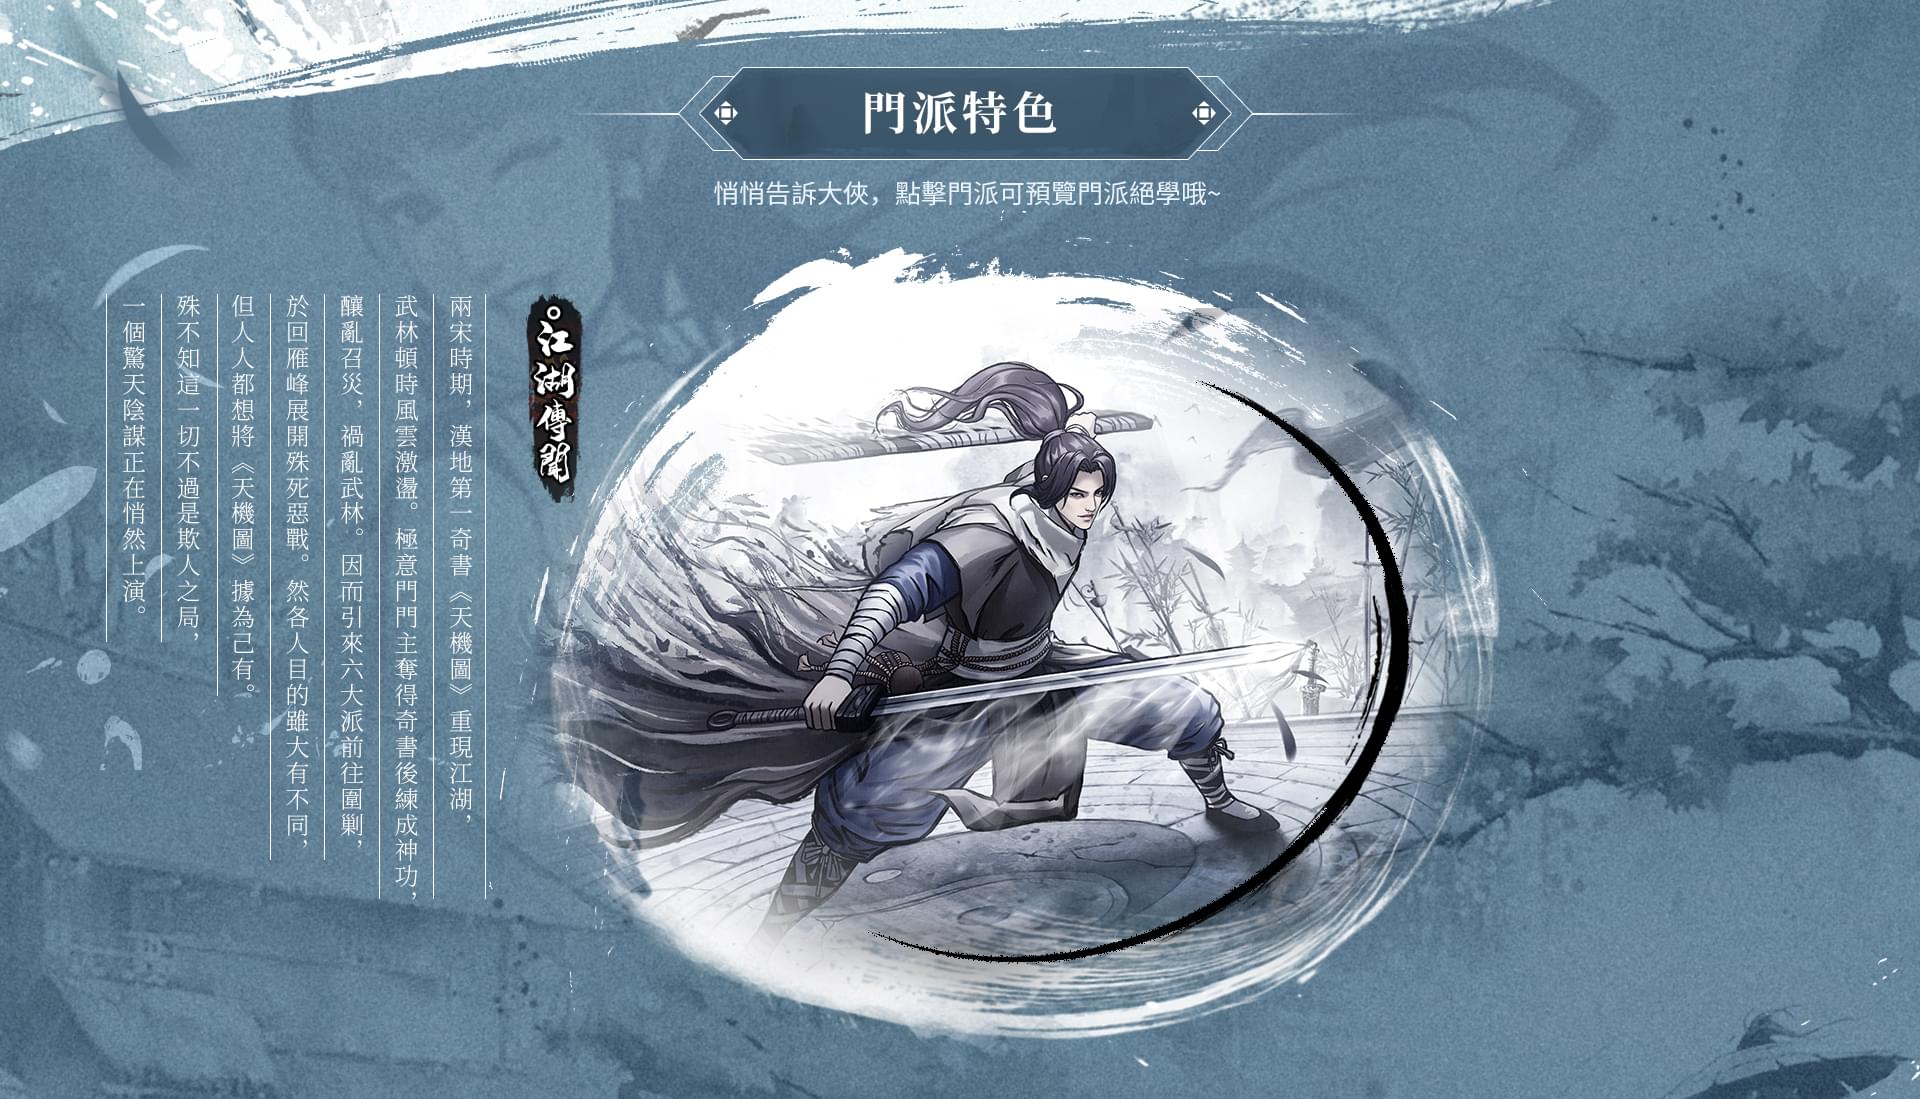 門派特色
悄悄告訴大俠，點擊門派可預覽門派絕學哦~
江湖傳聞
兩宋時期，漢地第一奇書《天機圖》重現江湖，
武林頓時風雲激盪。極意門門主奪得奇書後練成神功，
釀亂召災，禍亂武林。因而引來六大派前往圍剿，
於回雁峰展開殊死惡戰。然各人目的雖大有不同，
但人人都想將《天機圖》據為己有。
殊不知這一切不過是欺人之局，
一個驚天陰謀正在悄然上演。